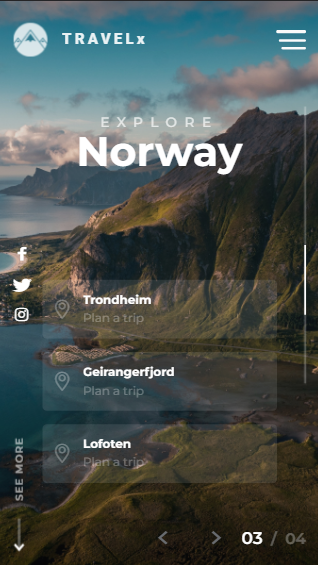 TRAVELx
EXPLORE
Norway
Trondheim
Plan a trip
Geirangerfjord
Plan a trip
Lofoten
Plan a trip
SEE MORE
03 / 04